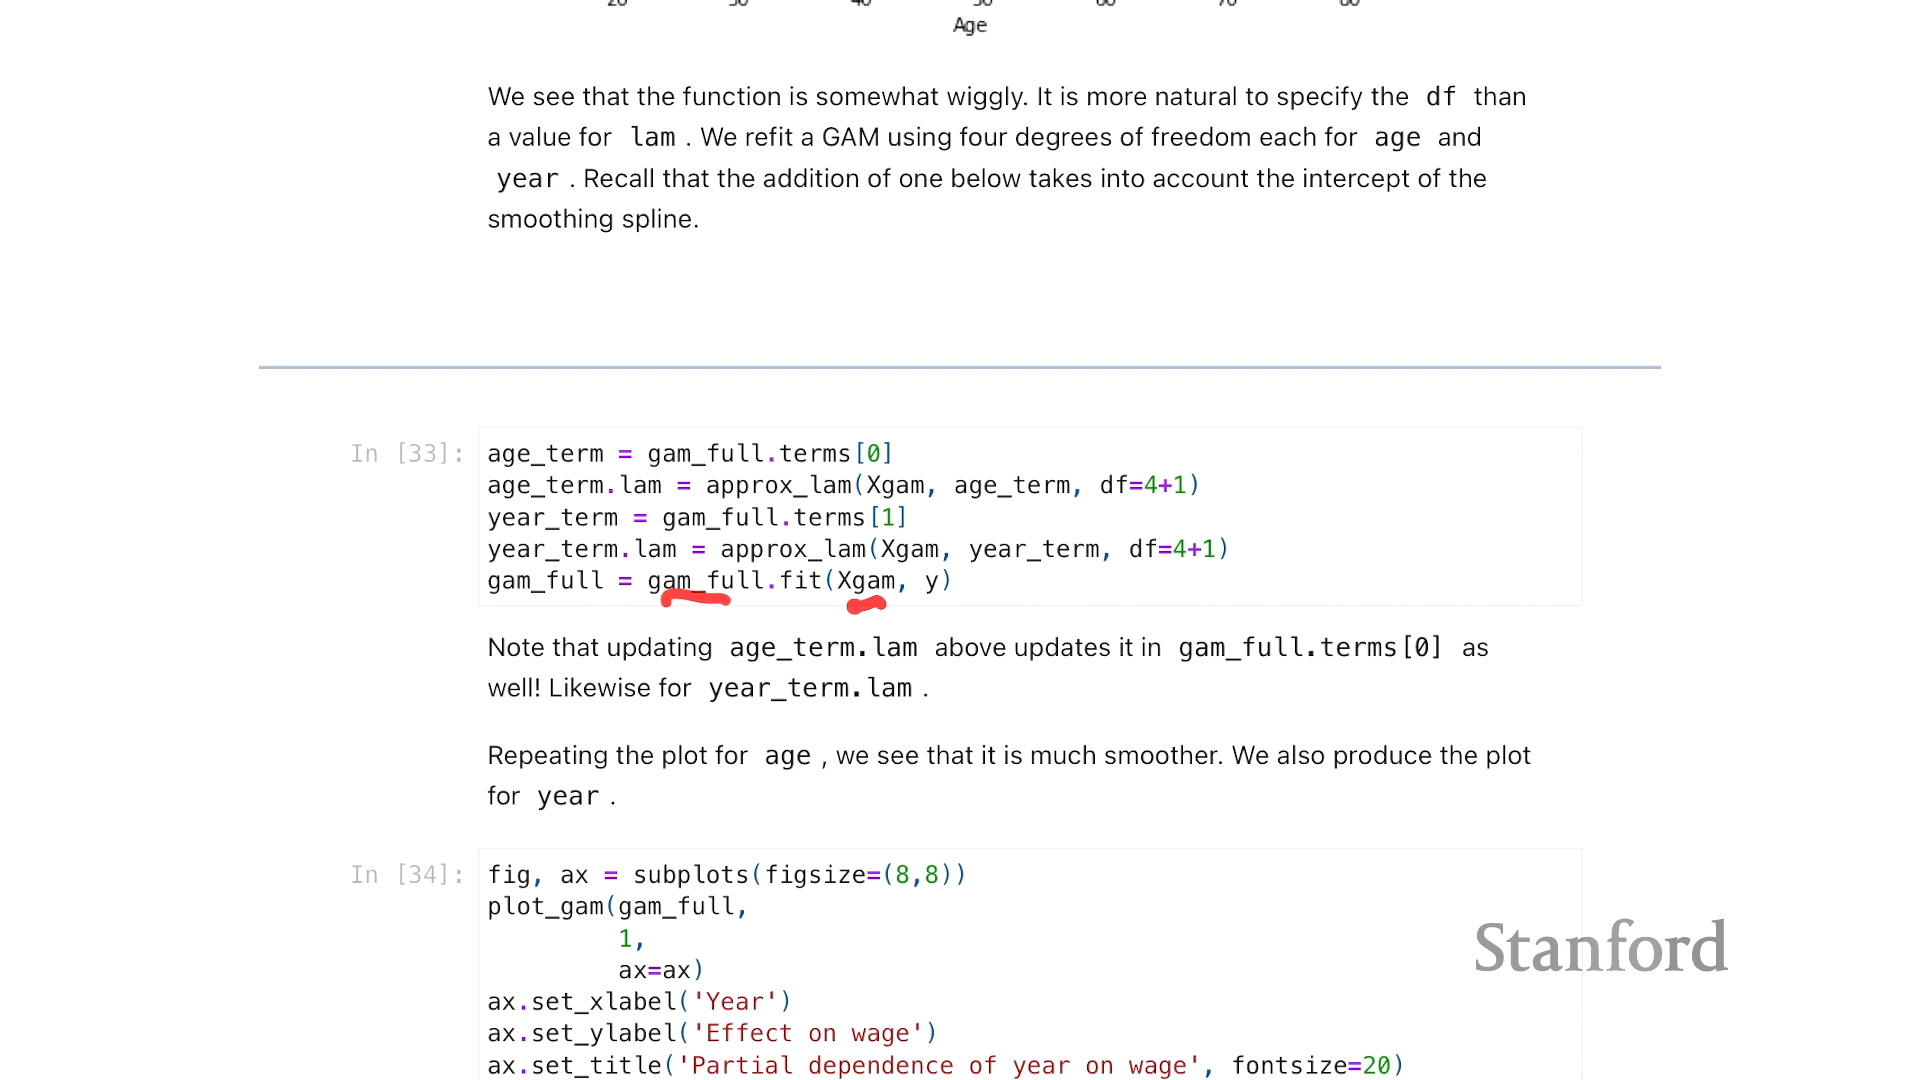 20 30 40 50 60 70 80
Age
We see that the function is somewhat wiggly. It is more natural to specify the df than
a value for lam . We refit a GAM using four degrees of freedom each for age and
year . Recall that the addition of one below takes into account the intercept of the
smoothing spline.
In [33]: age_term = gam_full.terms[0]
age_term.lam = approx_lam(Xgam, age_term, df=4+1)
year_term = gam_full.terms[1]
year_term.lam = approx_lam(Xgam, year_term, df=4+1)
gam_full = gam_full.fit(Xgam, y)
Note that updating age_term.lam above updates it in gam_full.terms[0] as
well! Likewise for year_term.lam .
Repeating the plot for age , we see that it is much smoother. We also produce the plot
for year .
In [34]: fig, ax = subplots(figsize=(8,8))
plot_gam(gam_full,
1,
ax=ax)
Stanford
ax.set_xlabel('Year')
ax.set_ylabel('Effect on wage')
ax.set_title('Partial dependence of year on wage', fontsize=20)